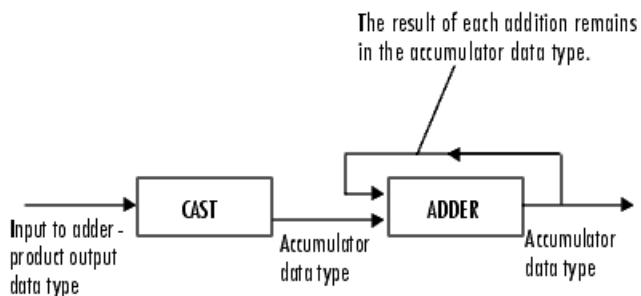 The result of each addition remains
in the accumulator data type.
CAST
ADDER
Input to adder -
product output
data type
Accumulator
data type
Accumulator
data type